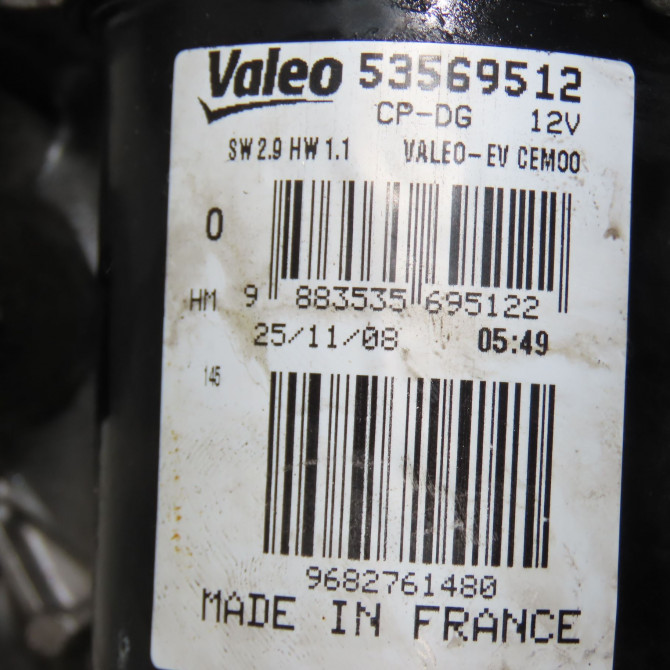 Valeo 53569512
CP-DG 12V
SW 2.9 HW 1.1 VALEO-EV CEM00
0
HM 9 883535 695122
25/11/08 05:49
145
9682761480
MADE IN FRANCE